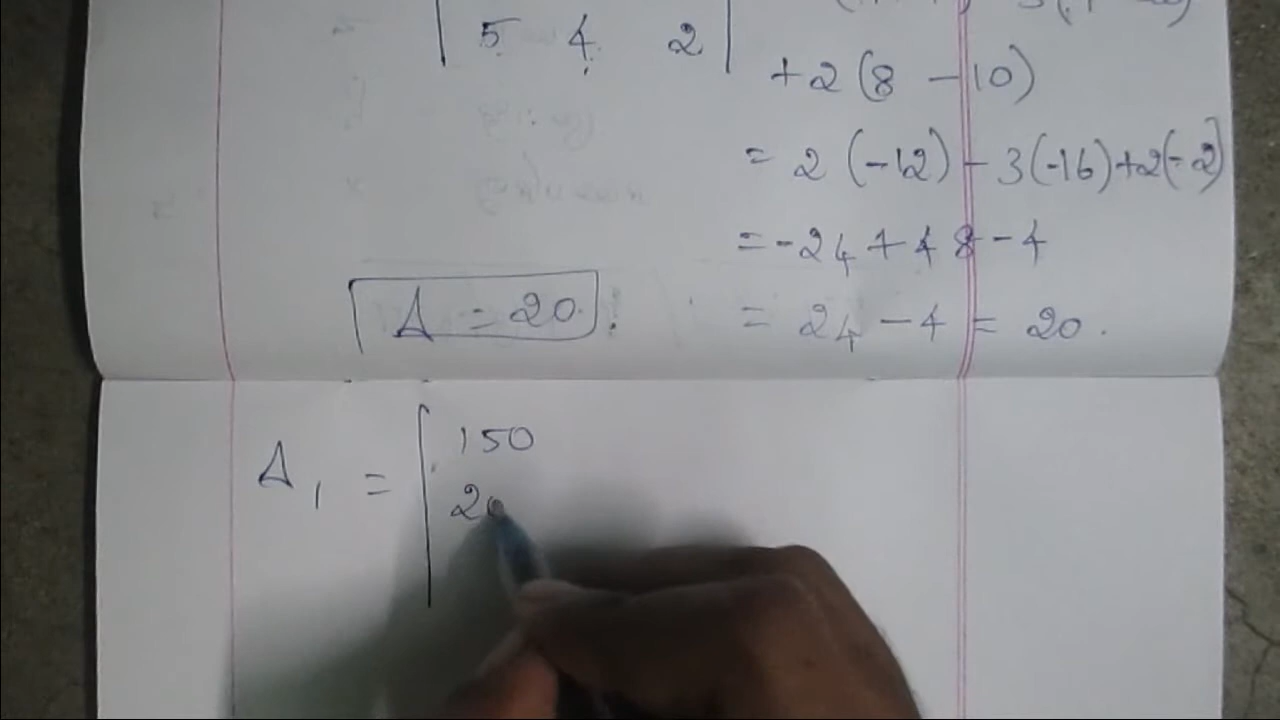 | 5 4 2 |
+2 (8 - 10)
= 2 (-12) - 3(-16) +2(-2)
= -24 + 48 - 4
Δ = 20.
= 24 - 4 = 20.
Δ1 = | 150
20